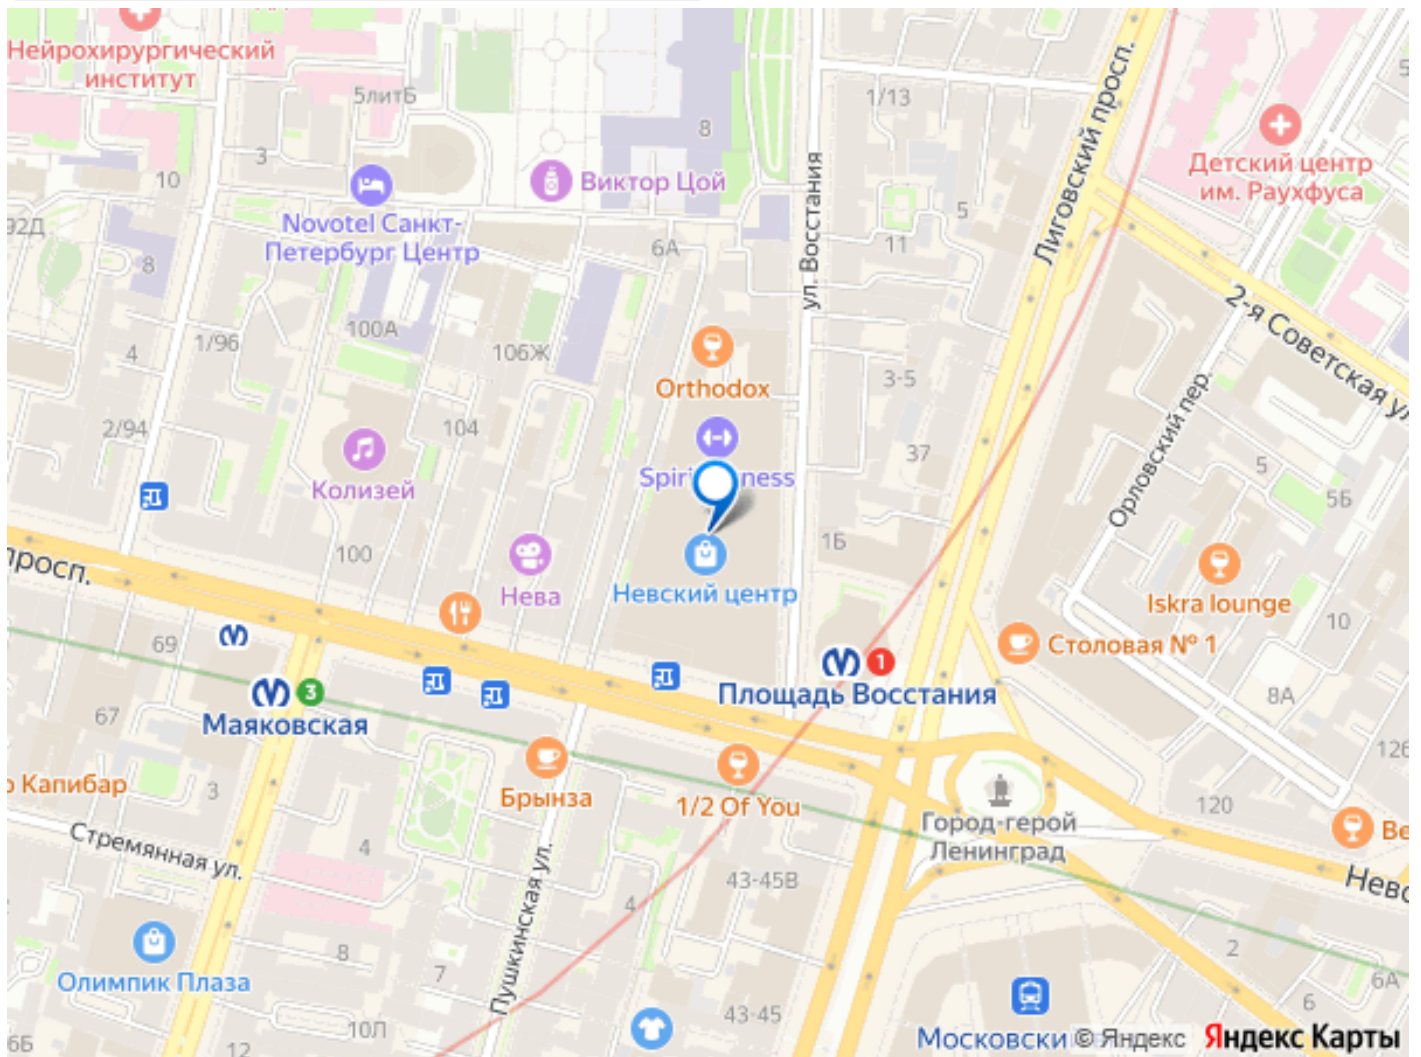 Нейрохирургический
институт
5литБ
8
1/13
Лиговский просп.
3
10
Виктор Цой
Детский центр
им. Раухфуса
Novotel Санкт-
Петербург Центр
92Д
8
6А
ул. Восстания
5
11
2-я Советская ул.
1/96
100А
106Ж
4
Orthodox
3-5
Орловский пер.
2/94
104
37
Колизей
5
5Б
просп.
100
Нева
Невский центр
1Б
Iskra lounge
10
69
Столовая № 1
3
Маяковская
1
Площадь Восстания
8А
67
126
Капибар
3
Брынза
1/2 Of You
120
Город-герой
Ленинград
Стремянная ул.
4
43-45В
4
Пушкинская ул.
8
7
2
6А
Олимпик Плаза
43-45
6
10Л
12
6Б
Московски
© Яндекс
Яндекс Карты